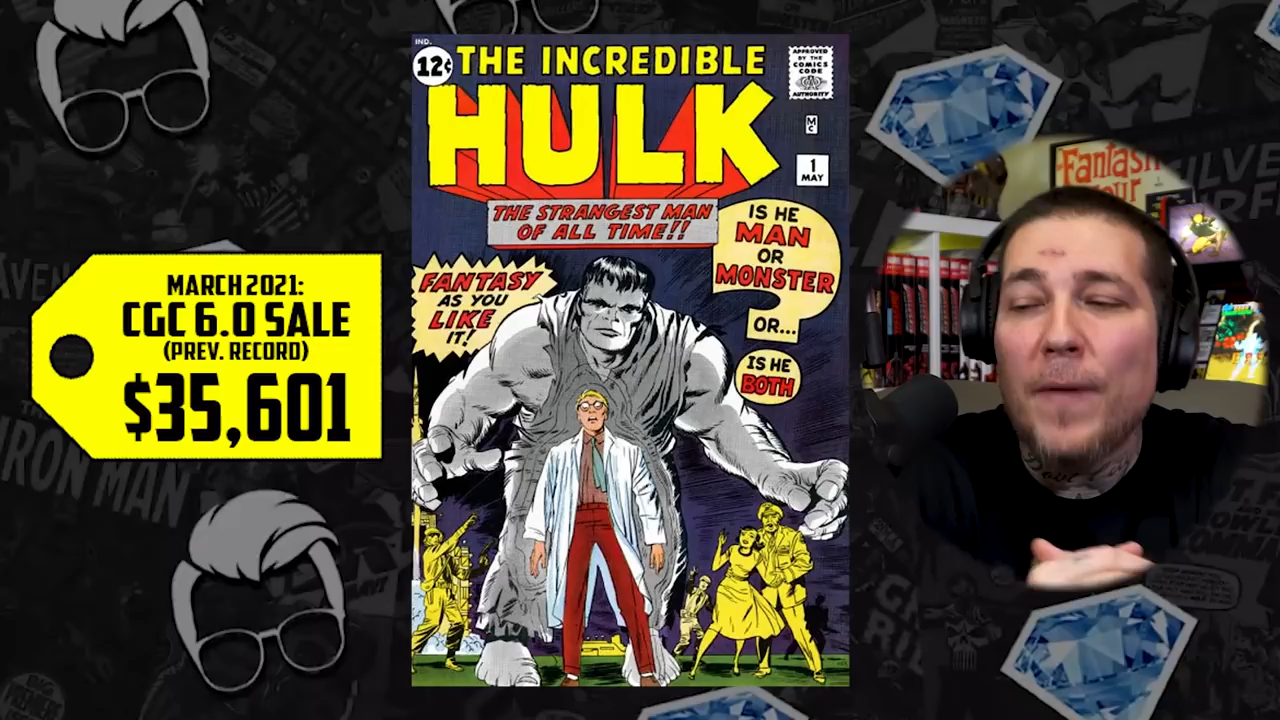 MARCH 2021:
CGC 6.0 SALE
(PREV. RECORD)
$35,601
IND.
12¢
THE INCREDIBLE
HULK
APPROVED
BY THE
COMICS
CODE
AUTHORITY
MC
1
MAY
THE STRANGEST MAN
OF ALL TIME!!
IS HE
MAN
OR
MONSTER
OR...
IS HE
BOTH
FANTASY
AS YOU
LIKE
IT!
IRON MAN